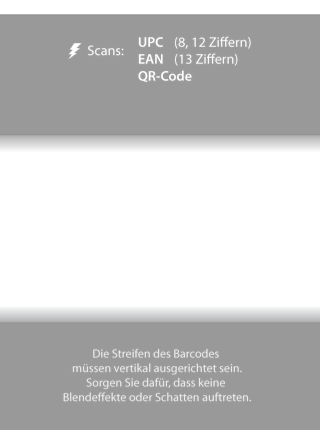 Scans: UPC (8, 12 Ziffern)
EAN (13 Ziffern)
QR-Code
Die Streifen des Barcodes
müssen vertikal ausgerichtet sein.
Sorgen Sie dafür, dass keine
Blendeffekte oder Schatten auftreten.